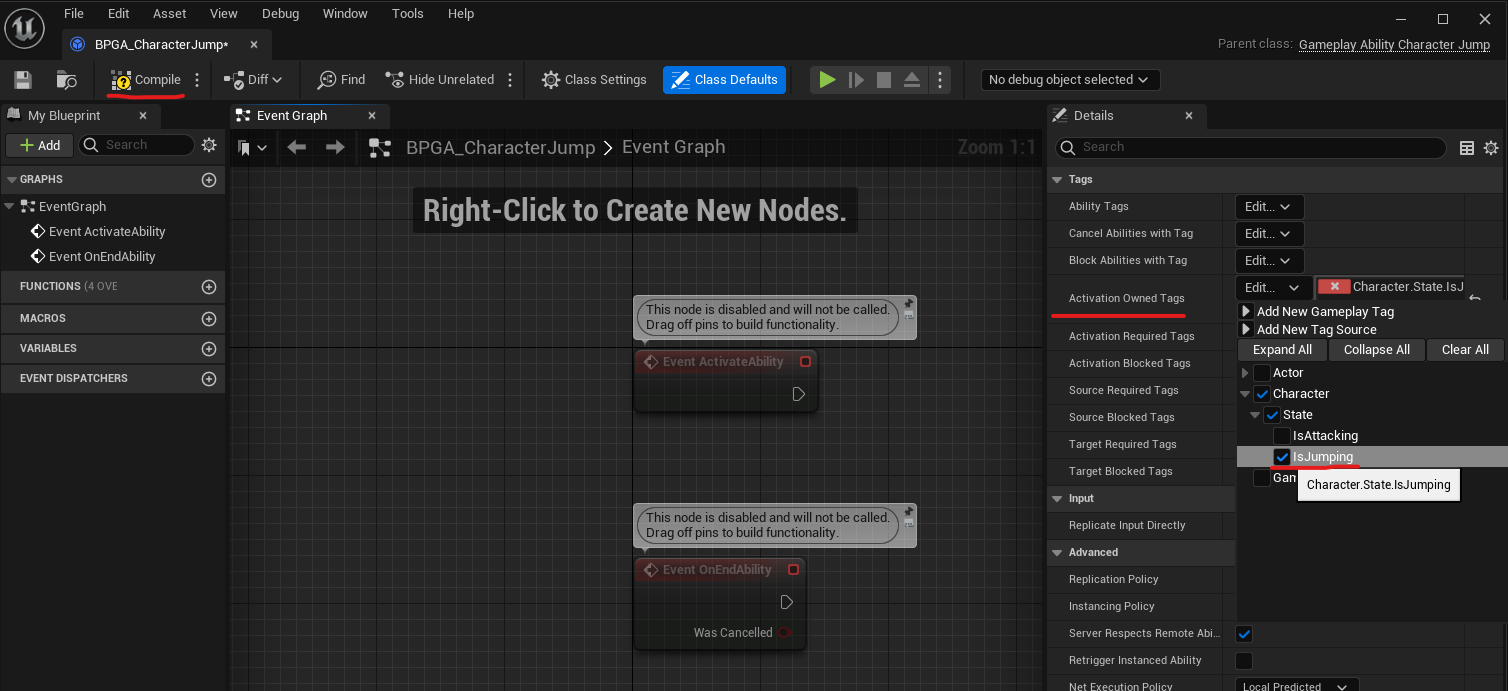 File Edit Asset View Debug Window Tools Help
BPGA_CharacterJump*
Parent class: Gameplay Ability Character Jump
Compile Diff Find Hide Unrelated Class Settings Class Defaults No debug object selected
My Blueprint
Event Graph
Details
Add Search
BPGA_CharacterJump > Event Graph Zoom 1:1
Search
GRAPHS
EventGraph
Event ActivateAbility
Event OnEndAbility
FUNCTIONS (4 OVE
MACROS
VARIABLES
EVENT DISPATCHERS
Right-Click to Create New Nodes.
This node is disabled and will not be called.
Drag off pins to build functionality.
Event ActivateAbility
This node is disabled and will not be called.
Drag off pins to build functionality.
Event OnEndAbility
Was Cancelled
Tags
Ability Tags Edit...
Cancel Abilities with Tag Edit...
Block Abilities with Tag Edit...
Activation Owned Tags Edit... Character.State.IsJ
Activation Required Tags
Activation Blocked Tags
Source Required Tags
Source Blocked Tags
Target Required Tags
Target Blocked Tags
Input
Replicate Input Directly
Advanced
Replication Policy
Instancing Policy
Server Respects Remote Abi...
Retrigger Instanced Ability
Net Execution Policy Local Predicted
Add New Gameplay Tag
Add New Tag Source
Expand All Collapse All Clear All
Actor
Character
State
IsAttacking
IsJumping
Gam
Character.State.IsJumping